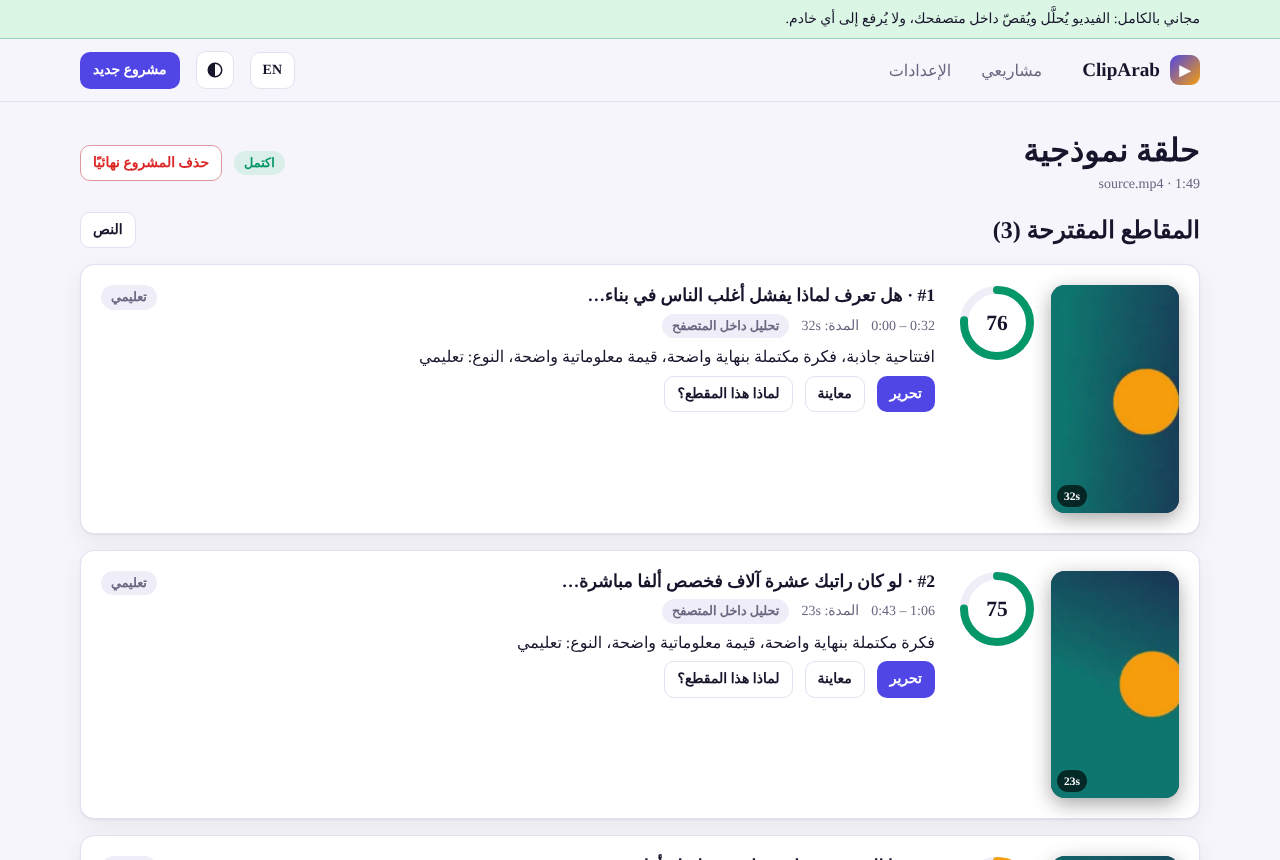 مجاني بالكامل: الفيديو يُحلَّل ويُقصّ داخل متصفحك، ولا يُرفع إلى أي خادم.
ClipArab مشاريعي الإعدادات EN مشروع جديد
حلقة نموذجية
اكتمل حذف المشروع نهائيًا
source.mp4 · 1:49
المقاطع المقترحة (3) النص
#1 · هل تعرف لماذا يفشل أغلب الناس في بناء… تعليمي
76
0:00 – 0:32 المدة: 32s تحليل داخل المتصفح
افتتاحية جاذبة، فكرة مكتملة بنهاية واضحة، قيمة معلوماتية واضحة، النوع: تعليمي
تحرير معاينة لماذا هذا المقطع؟
32s
#2 · لو كان راتبك عشرة آلاف فخصص ألفا مباشرة… تعليمي
75
0:43 – 1:06 المدة: 23s تحليل داخل المتصفح
فكرة مكتملة بنهاية واضحة، قيمة معلوماتية واضحة، النوع: تعليمي
تحرير معاينة لماذا هذا المقطع؟
23s